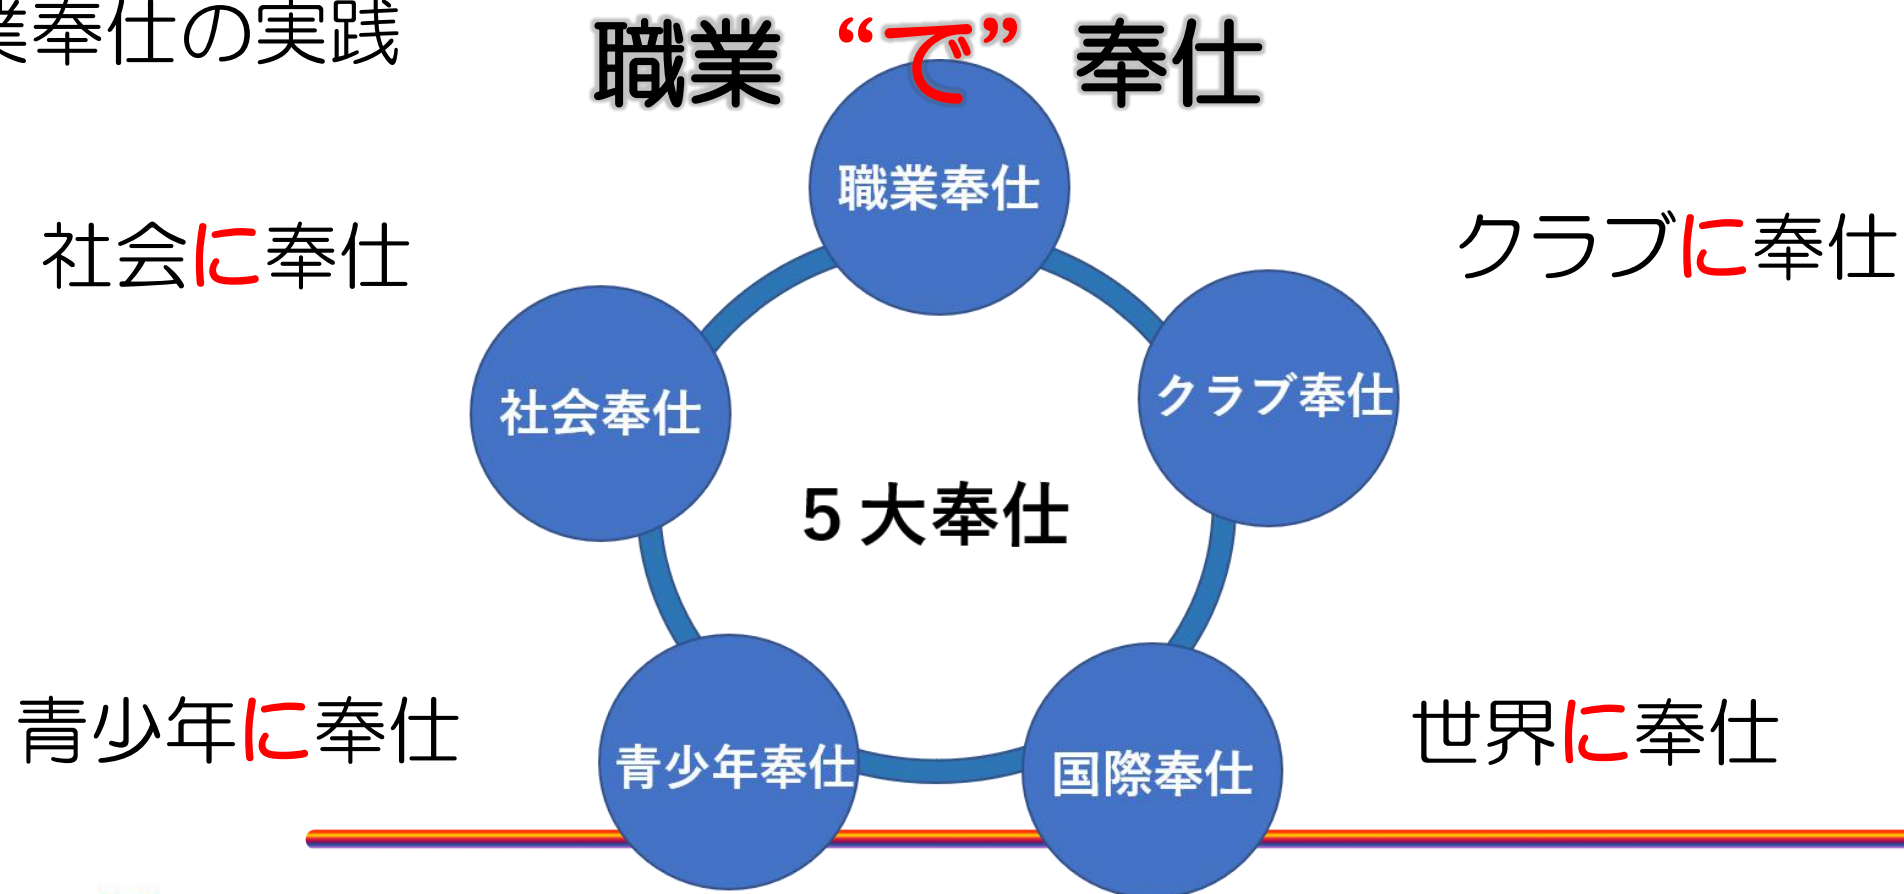 業奉仕の実践
職業 “で” 奉仕
職業奉仕
社会に奉仕
クラブに奉仕
社会奉仕
クラブ奉仕
5大奉仕
青少年に奉仕
世界に奉仕
青少年奉仕
国際奉仕